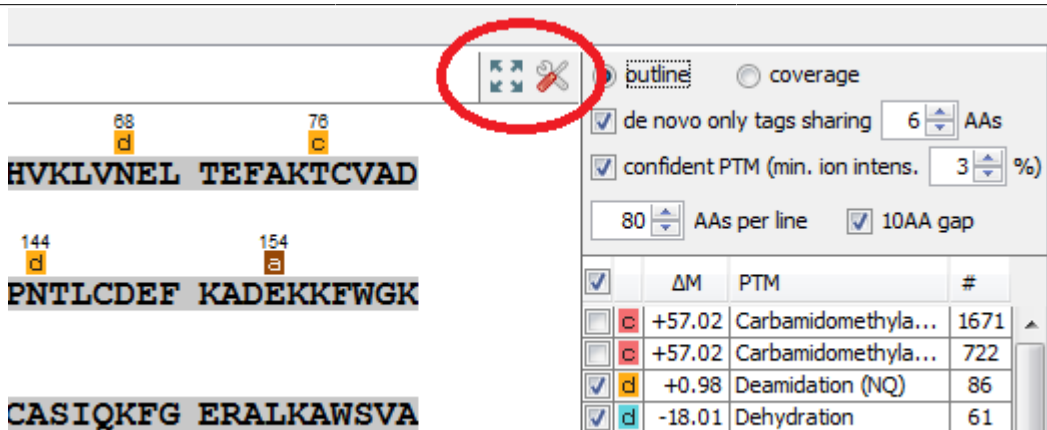 outline coverage
68 76
d c
HVKLVNEL TEFAKTCVAD
de novo only tags sharing 6 AAs
confident PTM (min. ion intens. 3 %)
80 AAs per line 10AA gap
144 154
d a
PNTLCDEF KADEKKFWGK
CASIQKFG ERALKAWSVA
ΔM PTM #
c +57.02 Carbamidomethyla... 1671
c +57.02 Carbamidomethyla... 722
d +0.98 Deamidation (NQ) 86
d -18.01 Dehydration 61